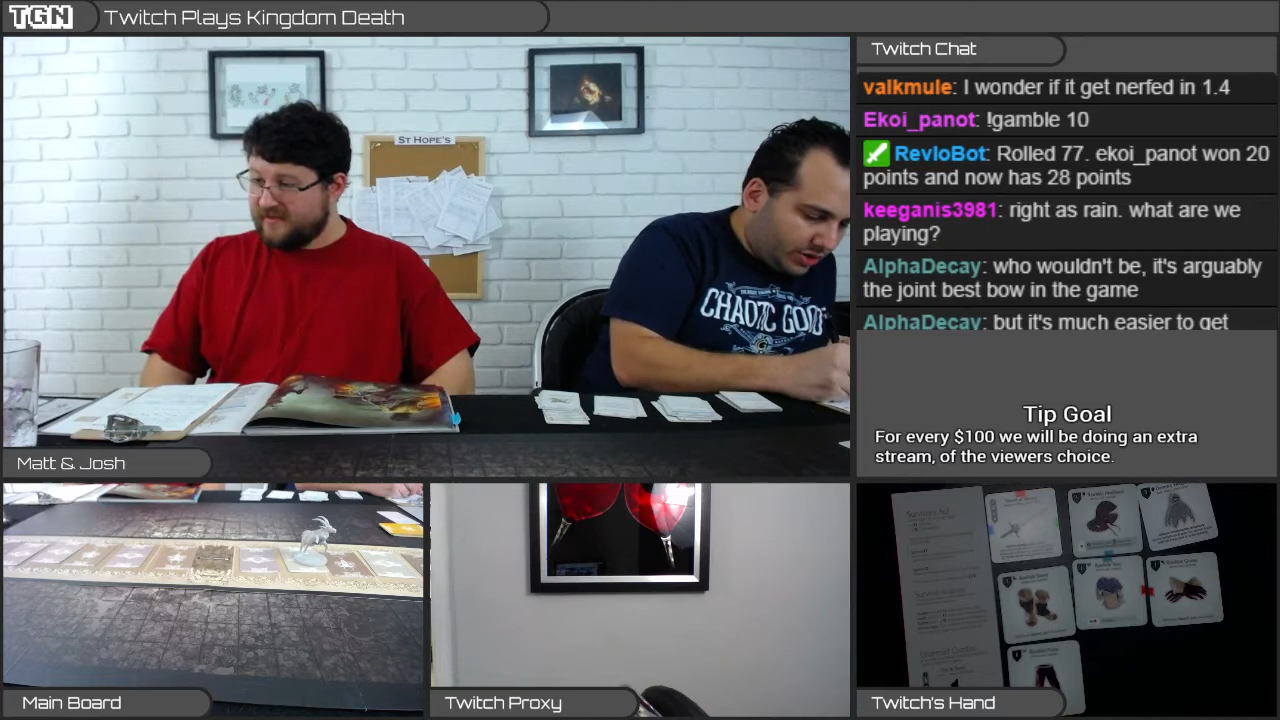 TGN Twitch Plays Kingdom Death
ST HOPE'S
CHAOTIC GOOD
Matt & Josh
Twitch Chat
valkmule: I wonder if it get nerfed in 1.4
Ekoi_panot: !gamble 10
RevloBot: Rolled 77. ekoi_panot won 20
points and now has 28 points
keeganis3981: right as rain. what are we
playing?
AlphaDecay: who wouldn't be, it's arguably
the joint best bow in the game
AlphaDecay: but it's much easier to get
Tip Goal
For every $100 we will be doing an extra
stream, of the viewers choice.
Main Board
Twitch Proxy
Twitch's Hand